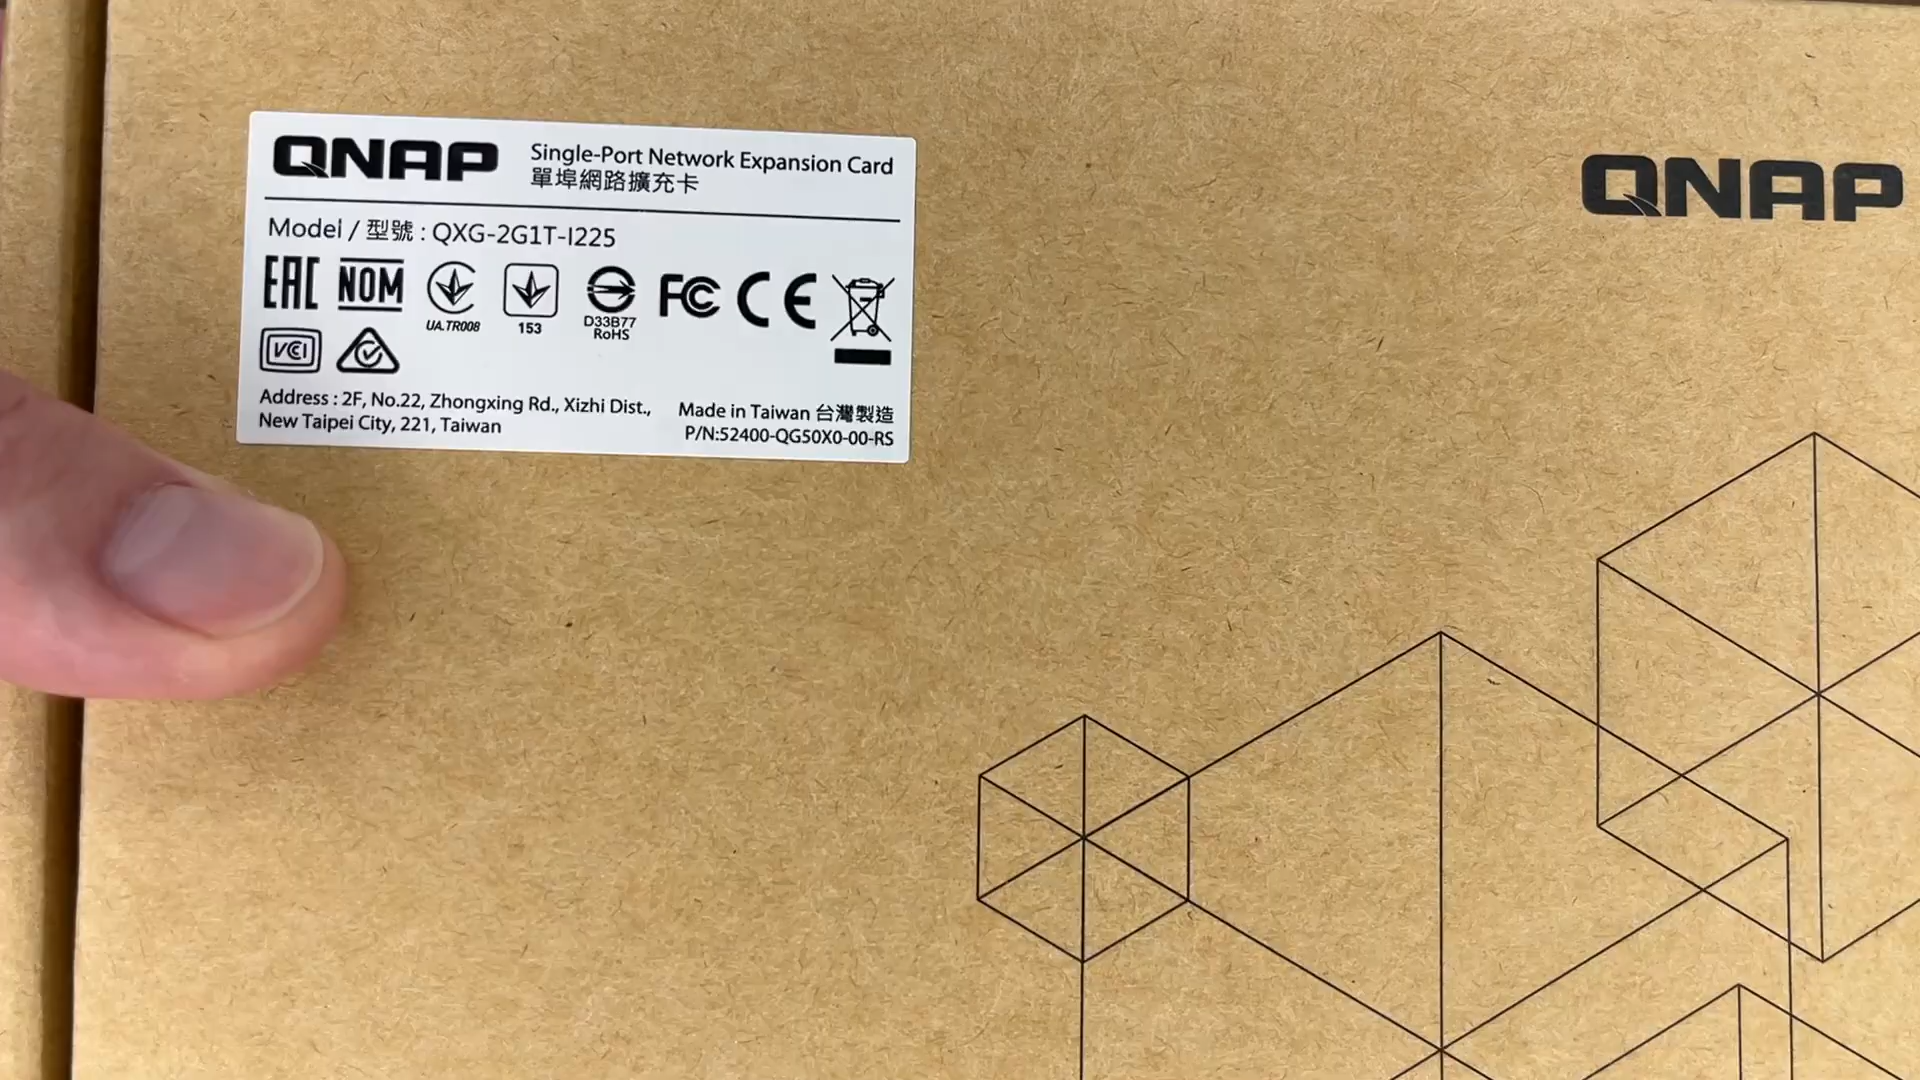 QNAP
Single-Port Network Expansion Card
單埠網路擴充卡
Model / 型號 : QXG-2G1T-I225
EAC NOM FC CE
UA.TR008
153
D33B77
RoHS
VCI
Address : 2F, No.22, Zhongxing Rd., Xizhi Dist.,
New Taipei City, 221, Taiwan
Made in Taiwan 台灣製造
P/N:52400-QG50X0-00-RS
QNAP